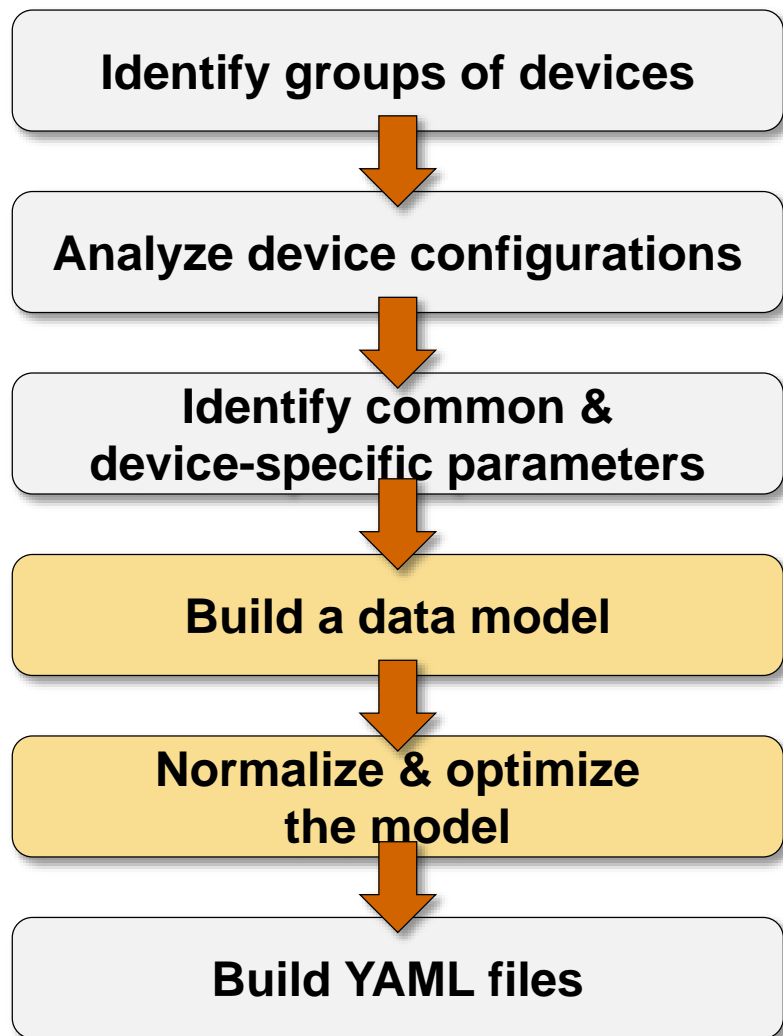 Identify groups of devices
Analyze device configurations
Identify common &
device-specific parameters
Build a data model
Normalize & optimize
the model
Build YAML files